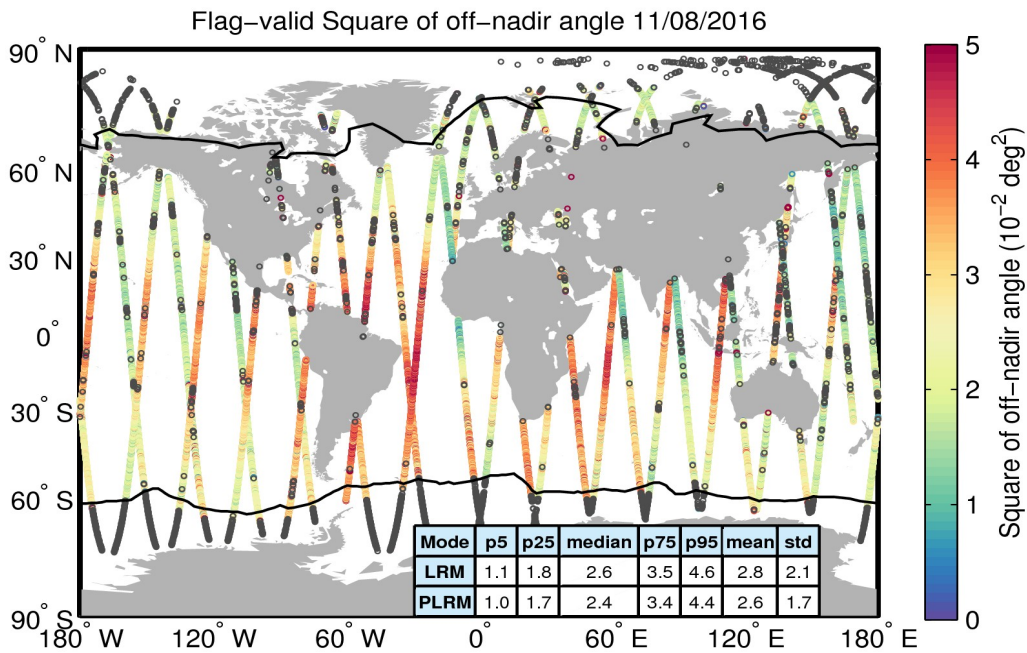 Flag−valid Square of off−nadir angle 11/08/2016
90° N
60° N
30° N
0°
30° S
60° S
90° S
180° W
120° W
60° W
0°
60° E
120° E
180° E
Mode p5 p25 median p75 p95 mean std
LRM 1.1 1.8 2.6 3.5 4.6 2.8 2.1
PLRM 1.0 1.7 2.4 3.4 4.4 2.6 1.7
5
4
3
2
1
0
Square of off−nadir angle (10⁻² deg²)